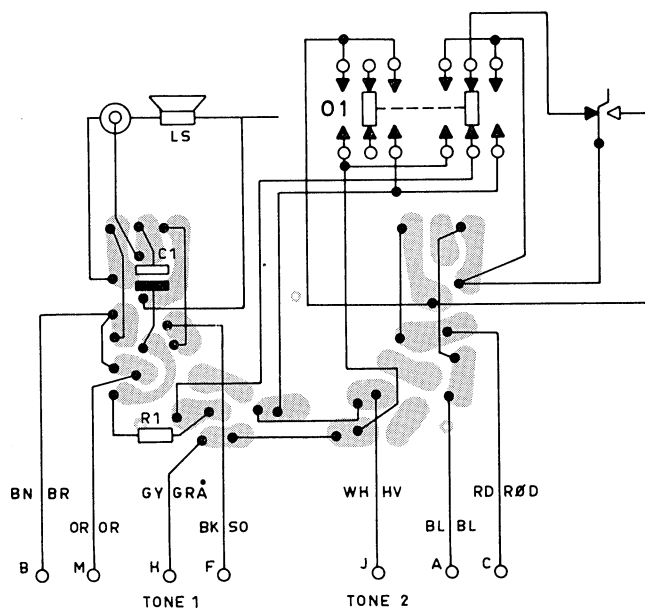 O1
LS
C1
R1
BN BR
OR OR
GY GRÅ
BK SO
WH HV
BL BL
RD RØD
B M K F J A C
TONE 1 TONE 2